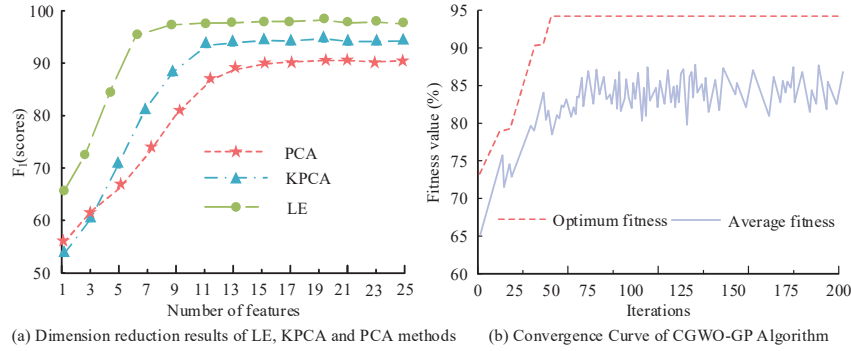 100
90
80
70
60
50
F1(scores)
PCA
KPCA
LE
1 3 5 7 9 11 13 15 17 19 21 23 25
Number of features
(a) Dimension reduction results of LE, KPCA and PCA methods
95
90
85
80
75
70
65
60
Fitness value (%)
Optimum fitness
Average fitness
0 15 25 50 75 100 125 150 175 200
Iterations
(b) Convergence Curve of CGWO-GP Algorithm